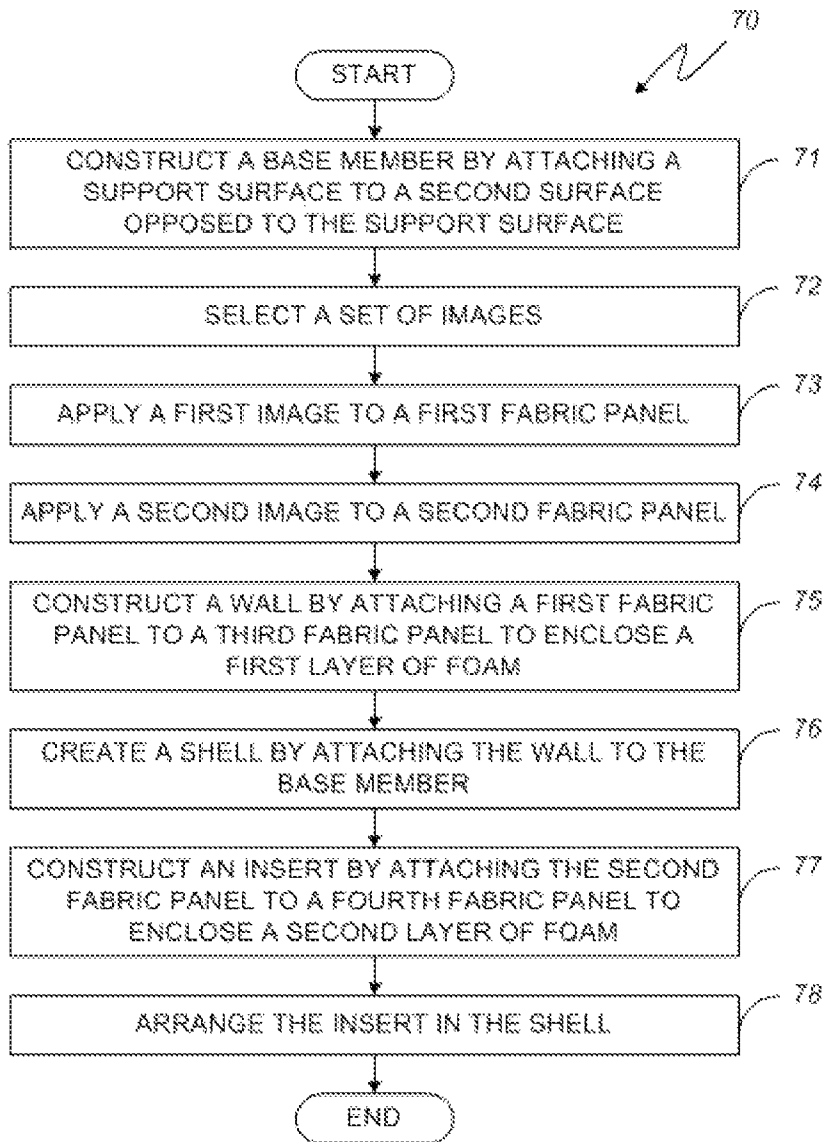 70
START
CONSTRUCT A BASE MEMBER BY ATTACHING A
SUPPORT SURFACE TO A SECOND SURFACE
OPPOSED TO THE SUPPORT SURFACE
71
SELECT A SET OF IMAGES
72
APPLY A FIRST IMAGE TO A FIRST FABRIC PANEL
73
APPLY A SECOND IMAGE TO A SECOND FABRIC PANEL
74
CONSTRUCT A WALL BY ATTACHING A FIRST FABRIC
PANEL TO A THIRD FABRIC PANEL TO ENCLOSE A
FIRST LAYER OF FOAM
75
CREATE A SHELL BY ATTACHING THE WALL TO THE
BASE MEMBER
76
CONSTRUCT AN INSERT BY ATTACHING THE SECOND
FABRIC PANEL TO A FOURTH FABRIC PANEL TO
ENCLOSE A SECOND LAYER OF FOAM
77
ARRANGE THE INSERT IN THE SHELL
78
END